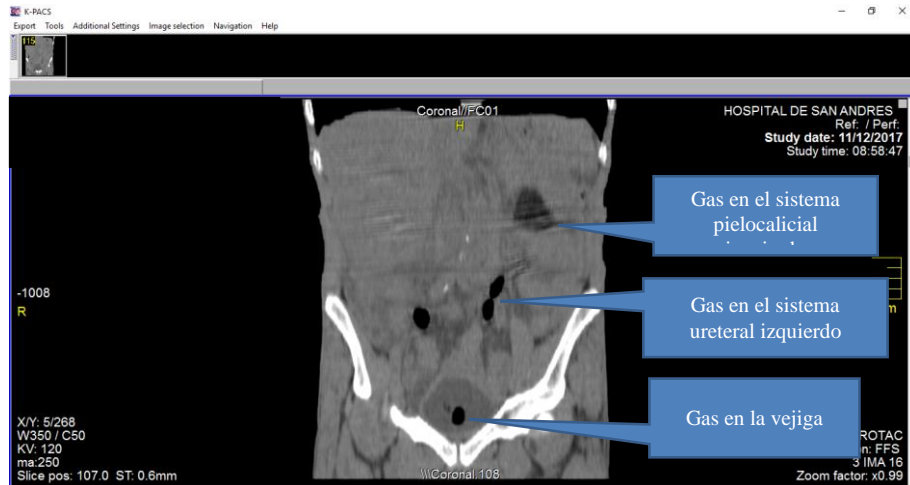 K-PACS
Export Tools Additional Settings Image selection Navigation Help
115
Coronal//FC01
H
HOSPITAL DE SAN ANDRES
Ref: / Perf:
Study date: 11/12/2017
Study time: 08:58:47
Gas en el sistema
pielocalicial
-1008
R
Gas en el sistema
ureteral izquierdo
m
Gas en la vejiga
X/Y: 5/268
W350 / C50
KV: 120
ma:250
Slice pos: 107.0 ST: 0.6mm
\\\Coronal.108
ROTAC
n: FFS
3 IMA 16
Zoom factor: x0.99